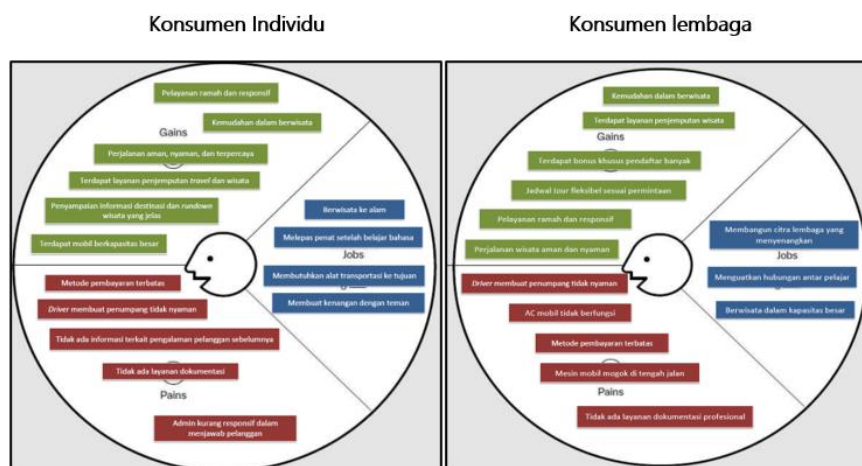 Konsumen Individu
Pelayanan ramah dan responsif
Kemudahan dalam berwisata
Gains
Perjalanan aman, nyaman, dan terpercaya
Terdapat layanan penjemputan travel dan wisata
Penyampaian informasi destinasi dan rundown
wisata yang jelas
Terdapat mobil berkapasitas besar
Berwisata ke alam
Melepas penat setelah belajar bahasa
Jobs
Membutuhkan alat transportasi ke tujuan
Membuat kenangan dengan teman
Metode pembayaran terbatas
Driver membuat penumpang tidak nyaman
Tidak ada informasi terkait pengalaman pelanggan sebelumnya
Tidak ada layanan dokumentasi
Pains
Admin kurang responsif dalam
menjawab pelanggan
Konsumen lembaga
Kemudahan dalam berwisata
Terdapat layanan penjemputan wisata
Gains
Terdapat bonus khusus pendaftar banyak
Jadwal tour fleksibel sesuai permintaan
Pelayanan ramah dan responsif
Perjalanan wisata aman dan nyaman
Membangun citra lembaga yang
menyenangkan
Jobs
Menguatkan hubungan antar pelajar
Berwisata dalam kapasitas besar
Driver membuat penumpang tidak nyaman
AC mobil tidak berfungsi
Metode pembayaran terbatas
Mesin mobil mogok di tengah jalan
Pains
Tidak ada layanan dokumentasi profesional